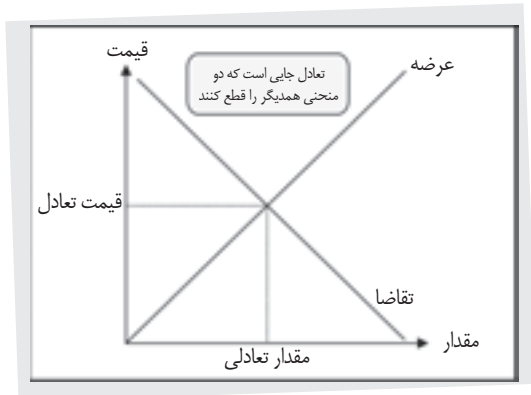 قیمت
عرضه
تعادل جایی است که دو
منحنی همدیگر را قطع کنند
قیمت تعادل
تقاضا
مقدار
مقدار تعادلی